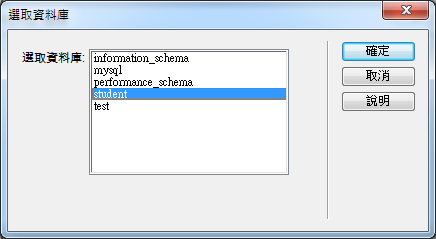 選取資料庫
選取資料庫:
information_schema
mysql
performance_schema
student
test
確定
取消
說明